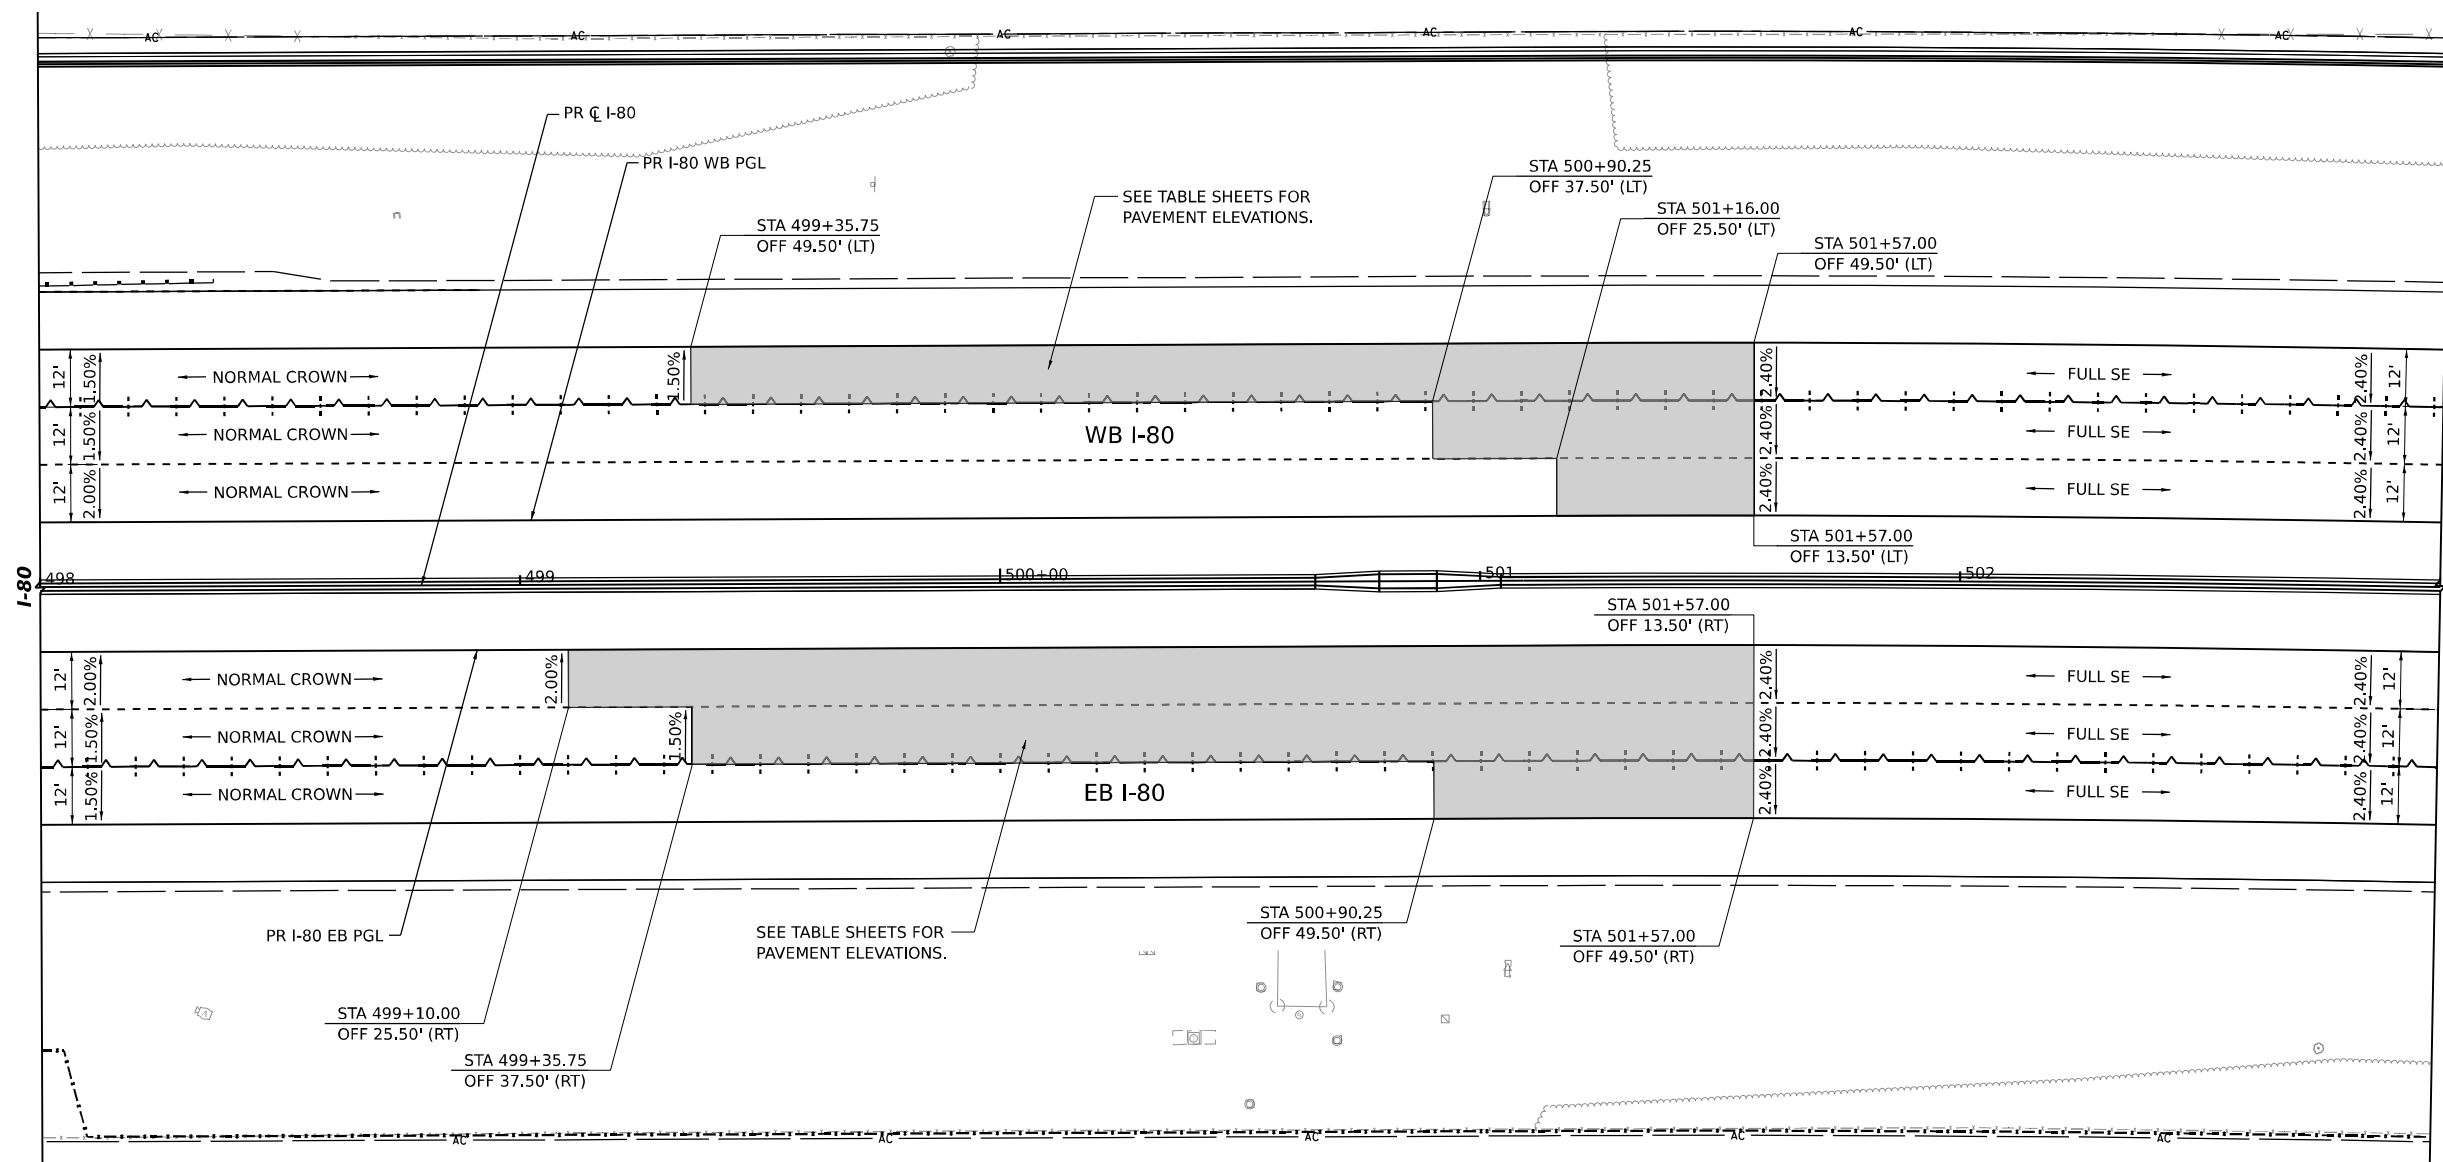 AC AC AC AC AC AC
PR ℄ I-80
PR I-80 WB PGL
SEE TABLE SHEETS FOR
PAVEMENT ELEVATIONS.
STA 500+90.25
OFF 37.50' (LT)
STA 501+16.00
OFF 25.50' (LT)
STA 499+35.75
OFF 49.50' (LT)
STA 501+57.00
OFF 49.50' (LT)
12' 1.50% NORMAL CROWN 1.50% 2.40% FULL SE 2.40% 12'
12' 1.50% NORMAL CROWN WB I-80 2.40% FULL SE 2.40% 12'
12' 2.00% NORMAL CROWN 2.40% FULL SE 2.40% 12'
STA 501+57.00
OFF 13.50' (LT)
I-80
498 499 500+00 501 502
STA 501+57.00
OFF 13.50' (RT)
12' 2.00% NORMAL CROWN 2.00% 2.40% FULL SE 2.40% 12'
12' 1.50% NORMAL CROWN 1.50% 2.40% FULL SE 2.40% 12'
12' 1.50% NORMAL CROWN EB I-80 2.40% FULL SE 2.40% 12'
PR I-80 EB PGL
SEE TABLE SHEETS FOR
PAVEMENT ELEVATIONS.
STA 500+90.25
OFF 49.50' (RT)
STA 501+57.00
OFF 49.50' (RT)
STA 499+10.00
OFF 25.50' (RT)
STA 499+35.75
OFF 37.50' (RT)
AC AC AC AC AC